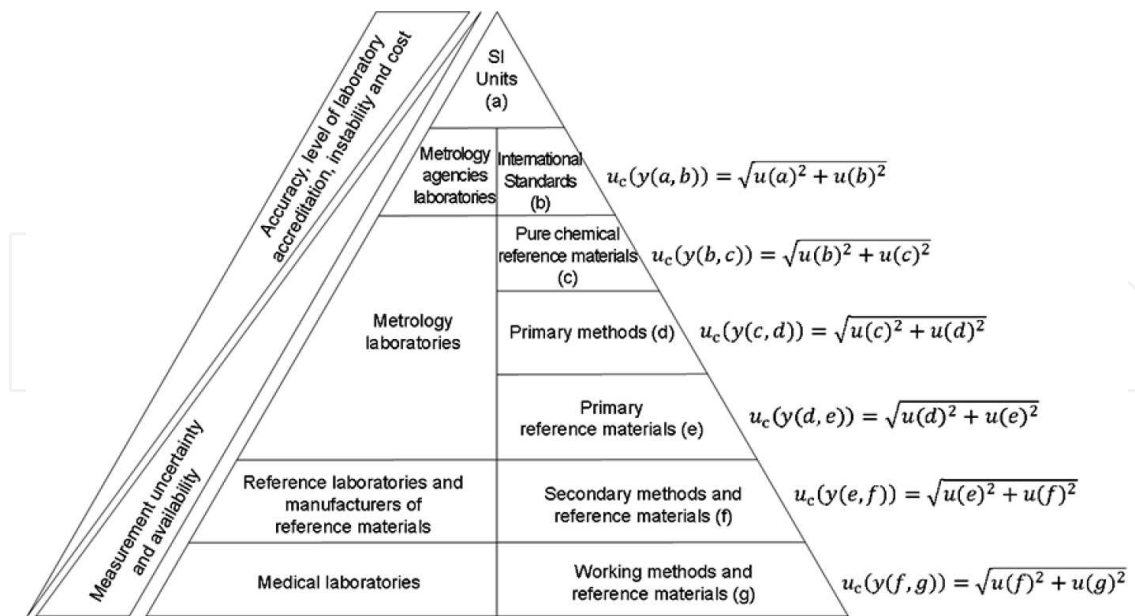 Accuracy, level of laboratory
accreditation, instability and cost
Measurement uncertainty
and availability
SI
Units
(a)
Metrology
agencies
laboratories
International
Standards
(b)
u_c(y(a,b)) = √(u(a)² + u(b)²)
Pure chemical
reference materials
(c)
u_c(y(b,c)) = √(u(b)² + u(c)²)
Metrology
laboratories
Primary methods (d)
u_c(y(c,d)) = √(u(c)² + u(d)²)
Primary
reference materials (e)
u_c(y(d,e)) = √(u(d)² + u(e)²)
Reference laboratories and
manufacturers of
reference materials
Secondary methods and
reference materials (f)
u_c(y(e,f)) = √(u(e)² + u(f)²)
Medical laboratories
Working methods and
reference materials (g)
u_c(y(f,g)) = √(u(f)² + u(g)²)